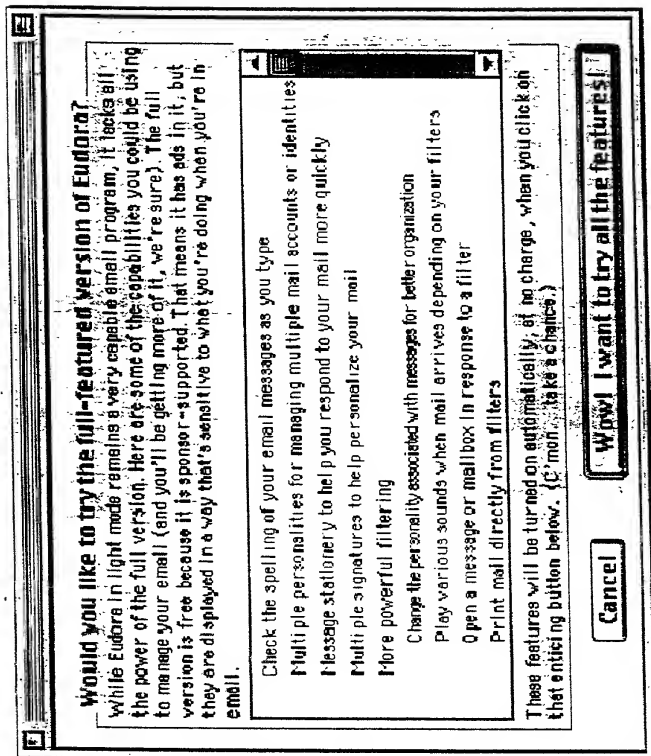 Would you like to try the full-featured version of Eudora?
While Eudora in light mode remains a very capable email program, it lacks all
the power of the full version. Here are some of the capabilities you could be using
to manage your email (and you'll be getting more of it, we're sure). The full
version is free because it is sponsor-supported. That means it has ads in it, but
they are displayed in a way that's sensitive to what you're doing when you're in
email.
Check the spelling of your email messages as you type
Multiple personalities for managing multiple mail accounts or identities
Message stationery to help you respond to your mail more quickly
Multiple signatures to help personalize your mail
More powerful filtering
Change the personality associated with messages for better organization
Play various sounds when mail arrives depending on your filters
Open a message or mailbox in response to a filter
Print mail directly from filters
These features will be turned on automatically, at no charge, when you click on
that enticing button below. (C'mon... take a chance.)
Cancel
Wow! I want to try all the features!